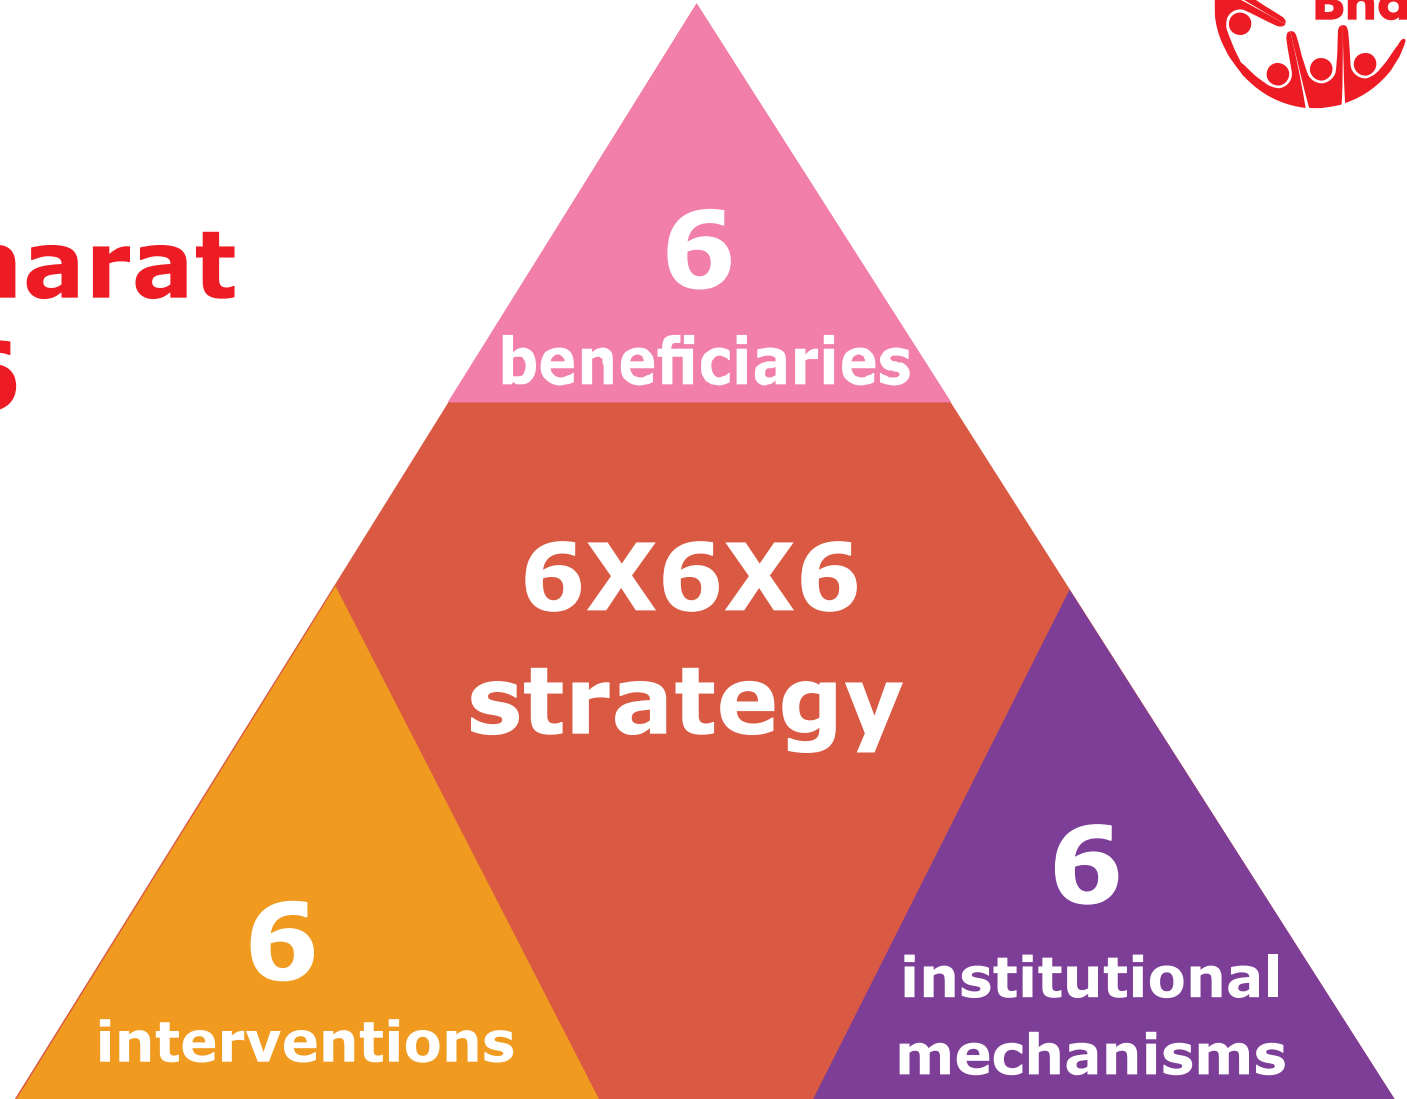 6
beneficiaries
6X6X6
strategy
6
interventions
6
institutional
mechanisms